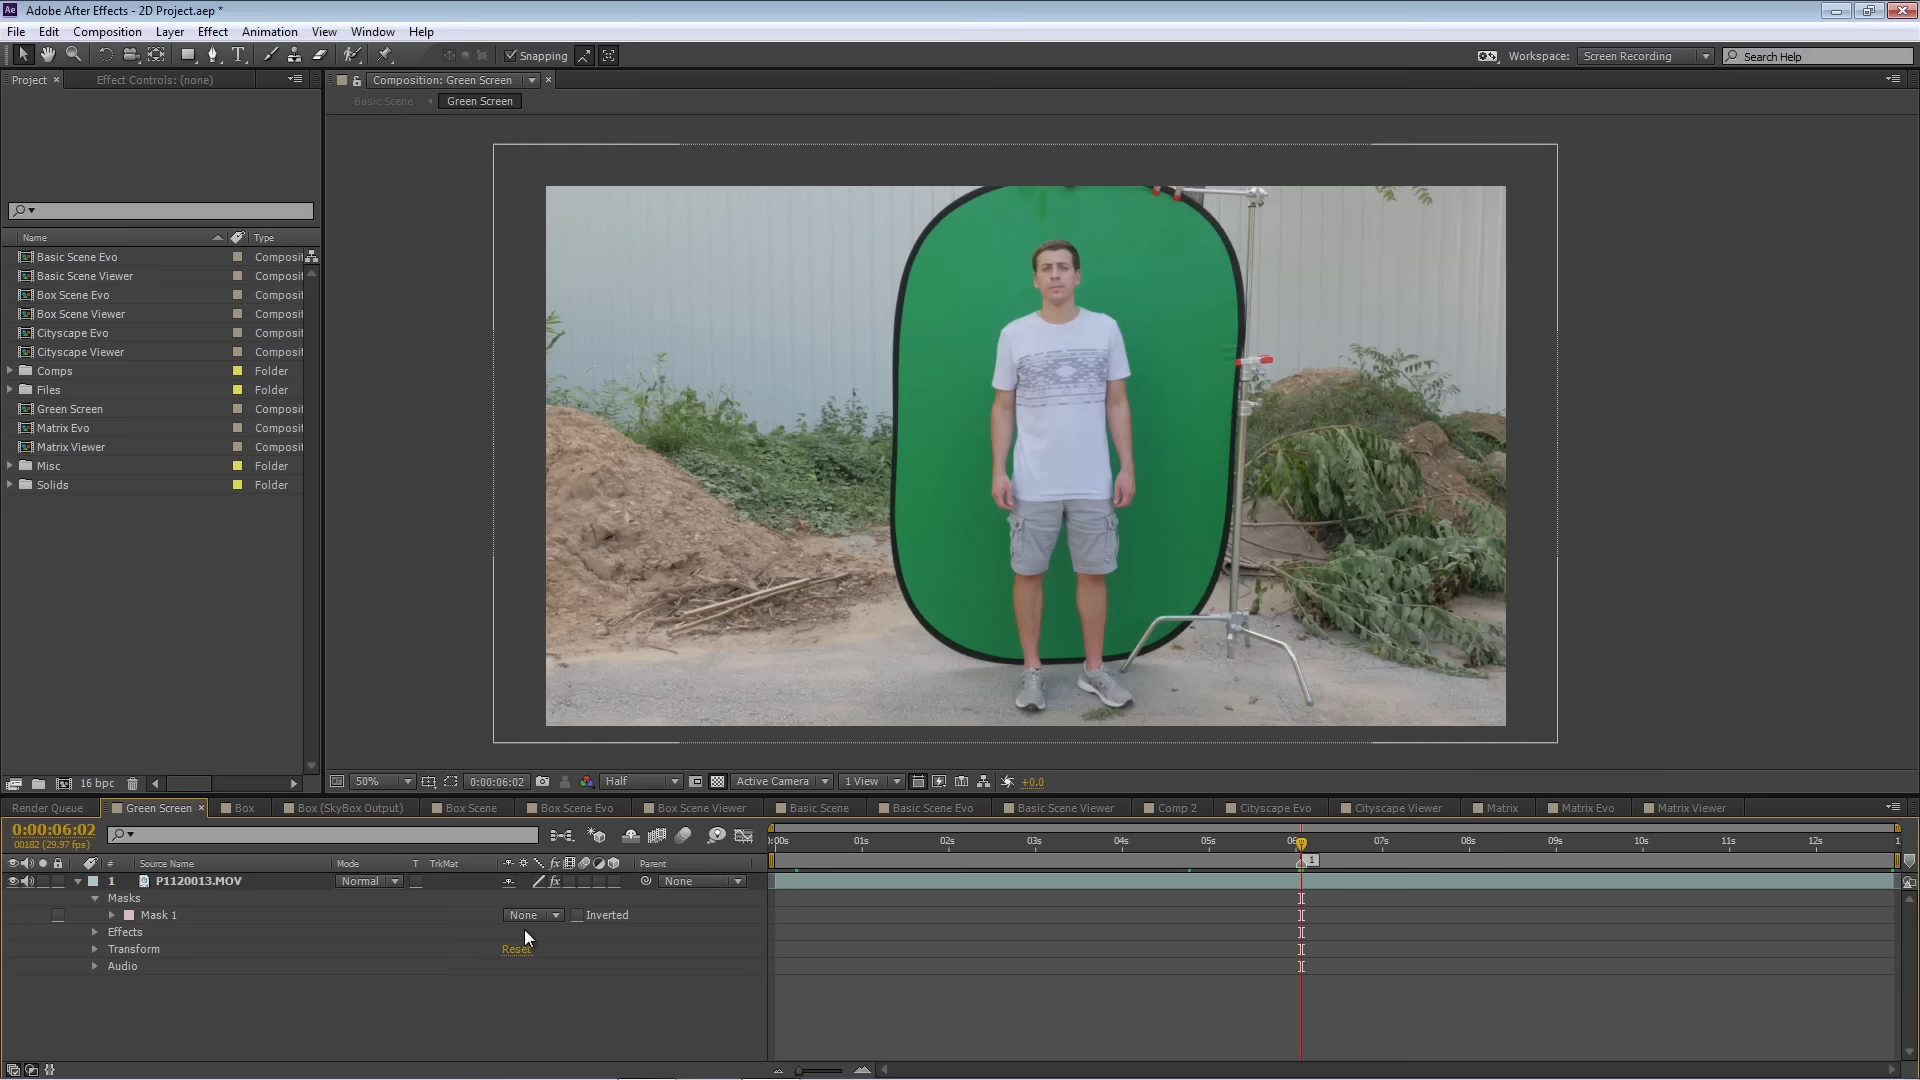 Ae Adobe After Effects - 2D Project.aep *
File Edit Composition Layer Effect Animation View Window Help
T Snapping Workspace: Screen Recording Search Help
Project × Effect Controls: (none) Composition: Green Screen ×
Basic Scene Green Screen
Name Type
Basic Scene Evo Composit
Basic Scene Viewer Composit
Box Scene Evo Composit
Box Scene Viewer Composit
Cityscape Evo Composit
Cityscape Viewer Composit
Comps Folder
Files Folder
Green Screen Composit
Matrix Evo Composit
Matrix Viewer Composit
Misc Folder
Solids Folder
16 bpc 50% 0:00:06:02 Half Active Camera 1 View +0.0
Render Queue Green Screen × Box Box (SkyBox Output) Box Scene Box Scene Evo Box Scene Viewer Basic Scene Basic Scene Evo Basic Scene Viewer Comp 2 Cityscape Evo Cityscape Viewer Matrix Matrix Evo Matrix Viewer
0:00:06:02
00182 (29.97 fps)
):00s 01s 02s 03s 04s 05s 06s 07s 08s 09s 10s 11s 12s 1
# Source Name Mode T TrkMat fx Parent 1
1 P1120013.MOV Normal fx None
Masks
Mask 1 None Inverted
Effects
Transform Reset
Audio